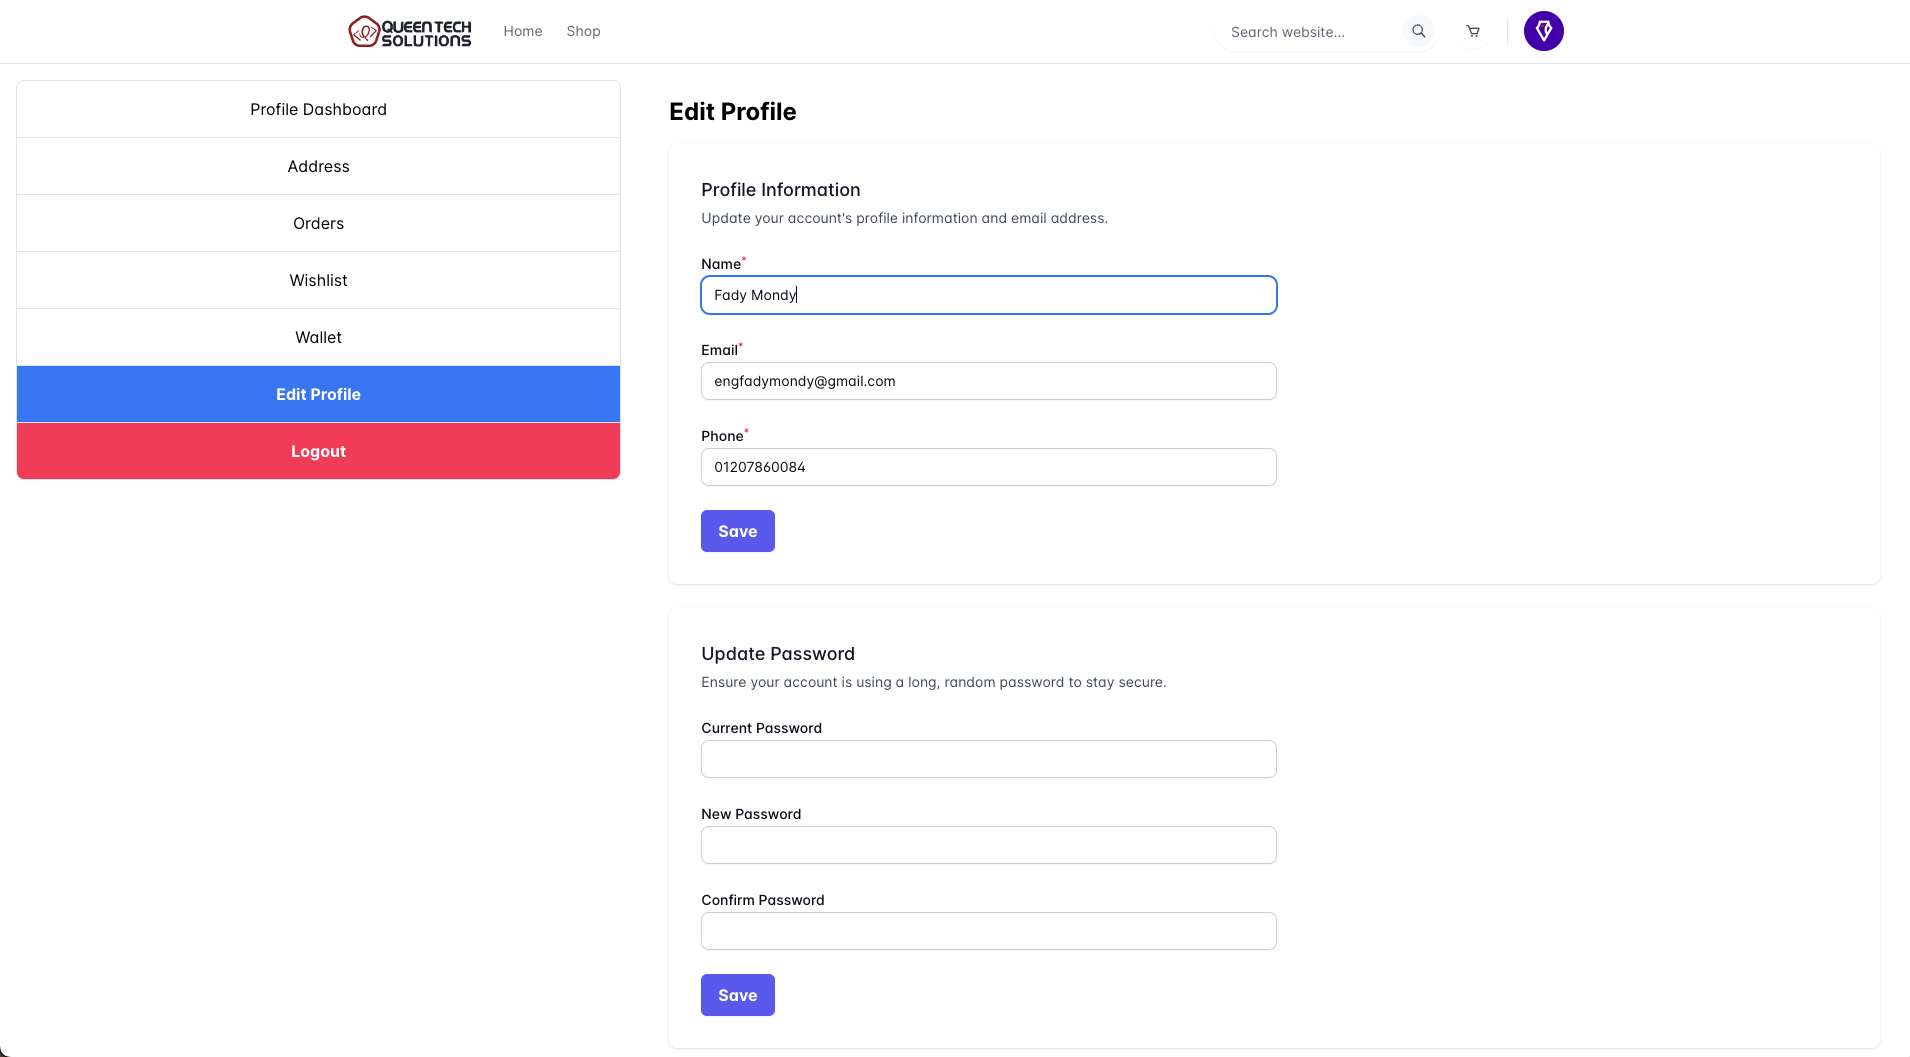 QUEEN TECH
SOLUTIONS
Home
Shop
Search website...
Profile Dashboard
Address
Orders
Wishlist
Wallet
Edit Profile
Logout
Edit Profile
Profile Information
Update your account's profile information and email address.
Name*
Fady Mondy
Email*
engfadymondy@gmail.com
Phone*
01207860084
Save
Update Password
Ensure your account is using a long, random password to stay secure.
Current Password
New Password
Confirm Password
Save